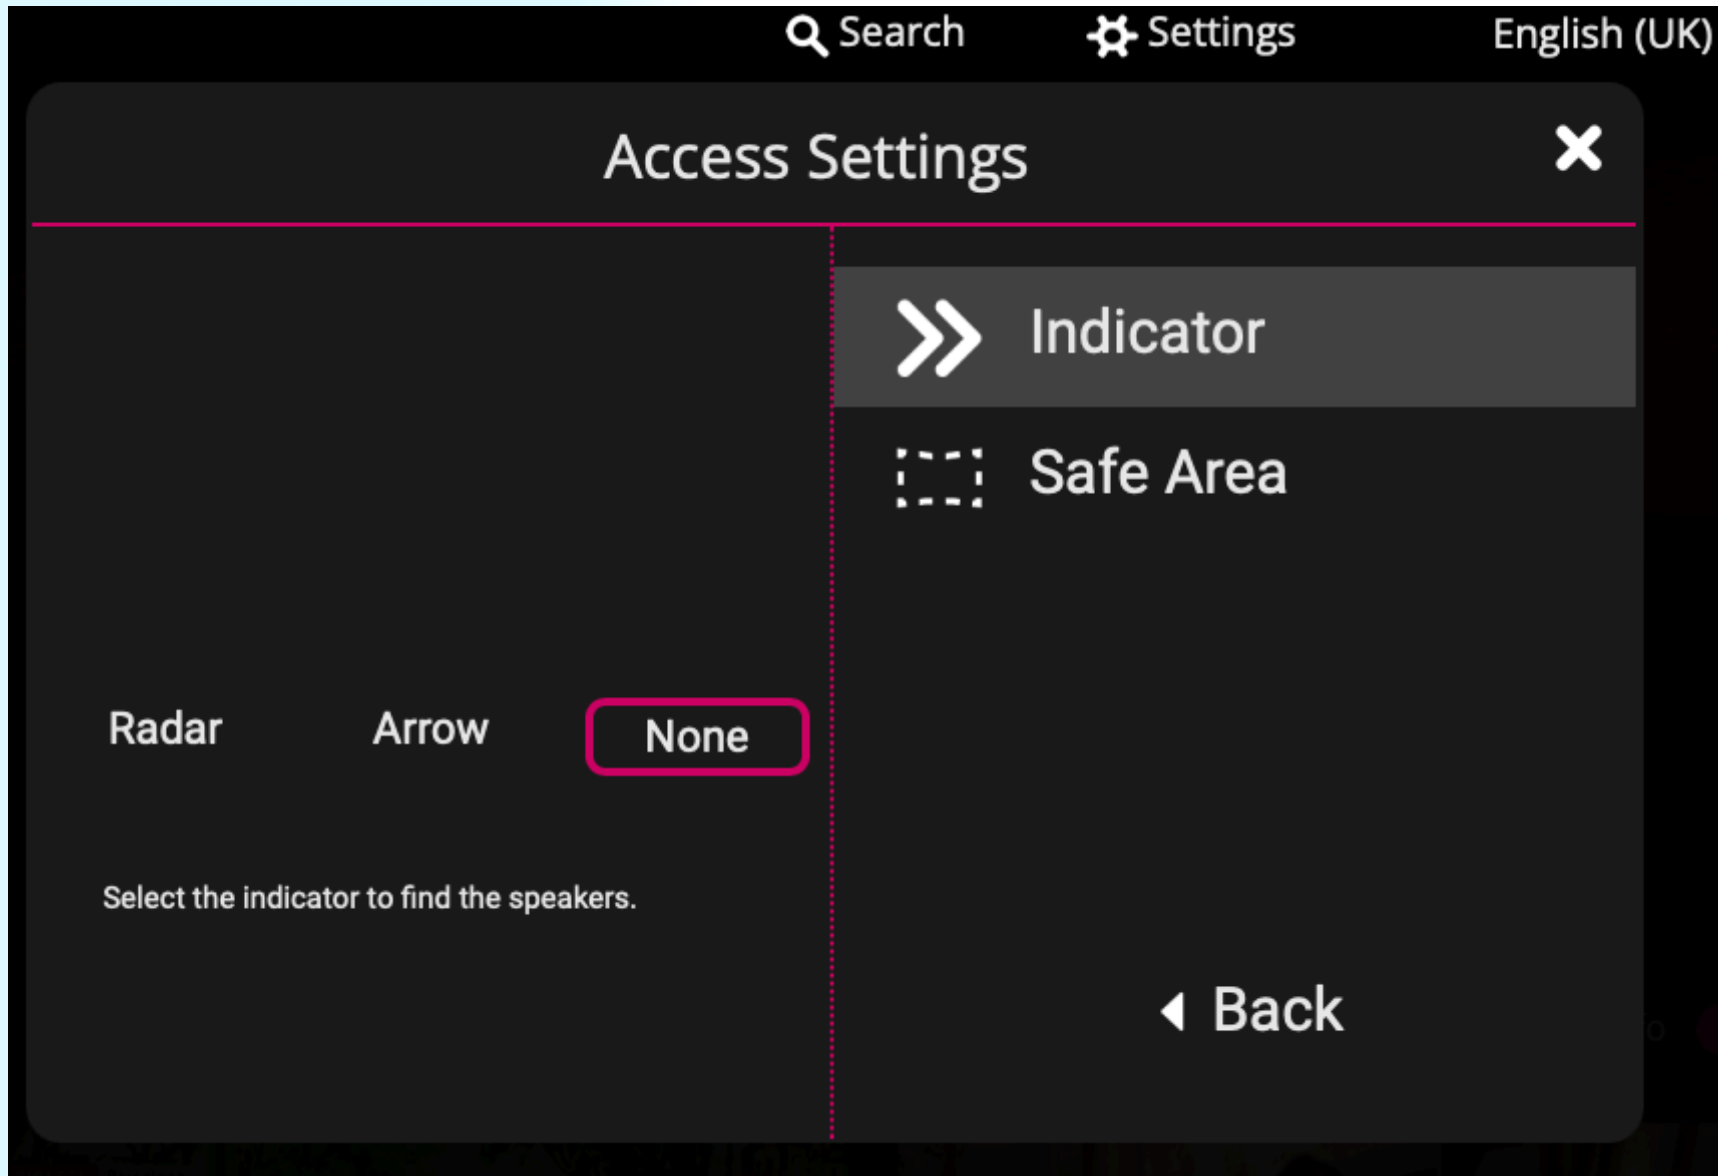 Search Settings English (UK)
Access Settings
Indicator
Safe Area
Radar Arrow None
Select the indicator to find the speakers.
Back